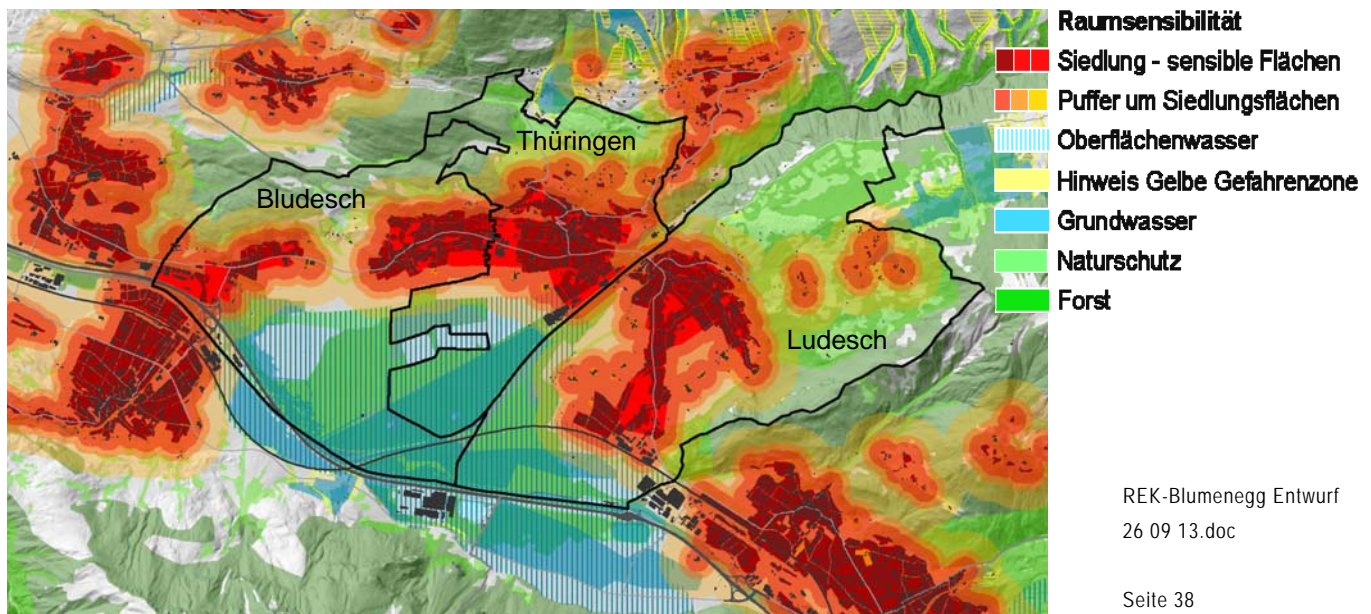 Raumsensibilität
Siedlung - sensible Flächen
Puffer um Siedlungsflächen
Oberflächenwasser
Hinweis Gelbe Gefahrenzone
Grundwasser
Naturschutz
Forst
Thüringen
Bludesch
Ludesch
REK-Blumenegg Entwurf
26 09 13.doc
Seite 38